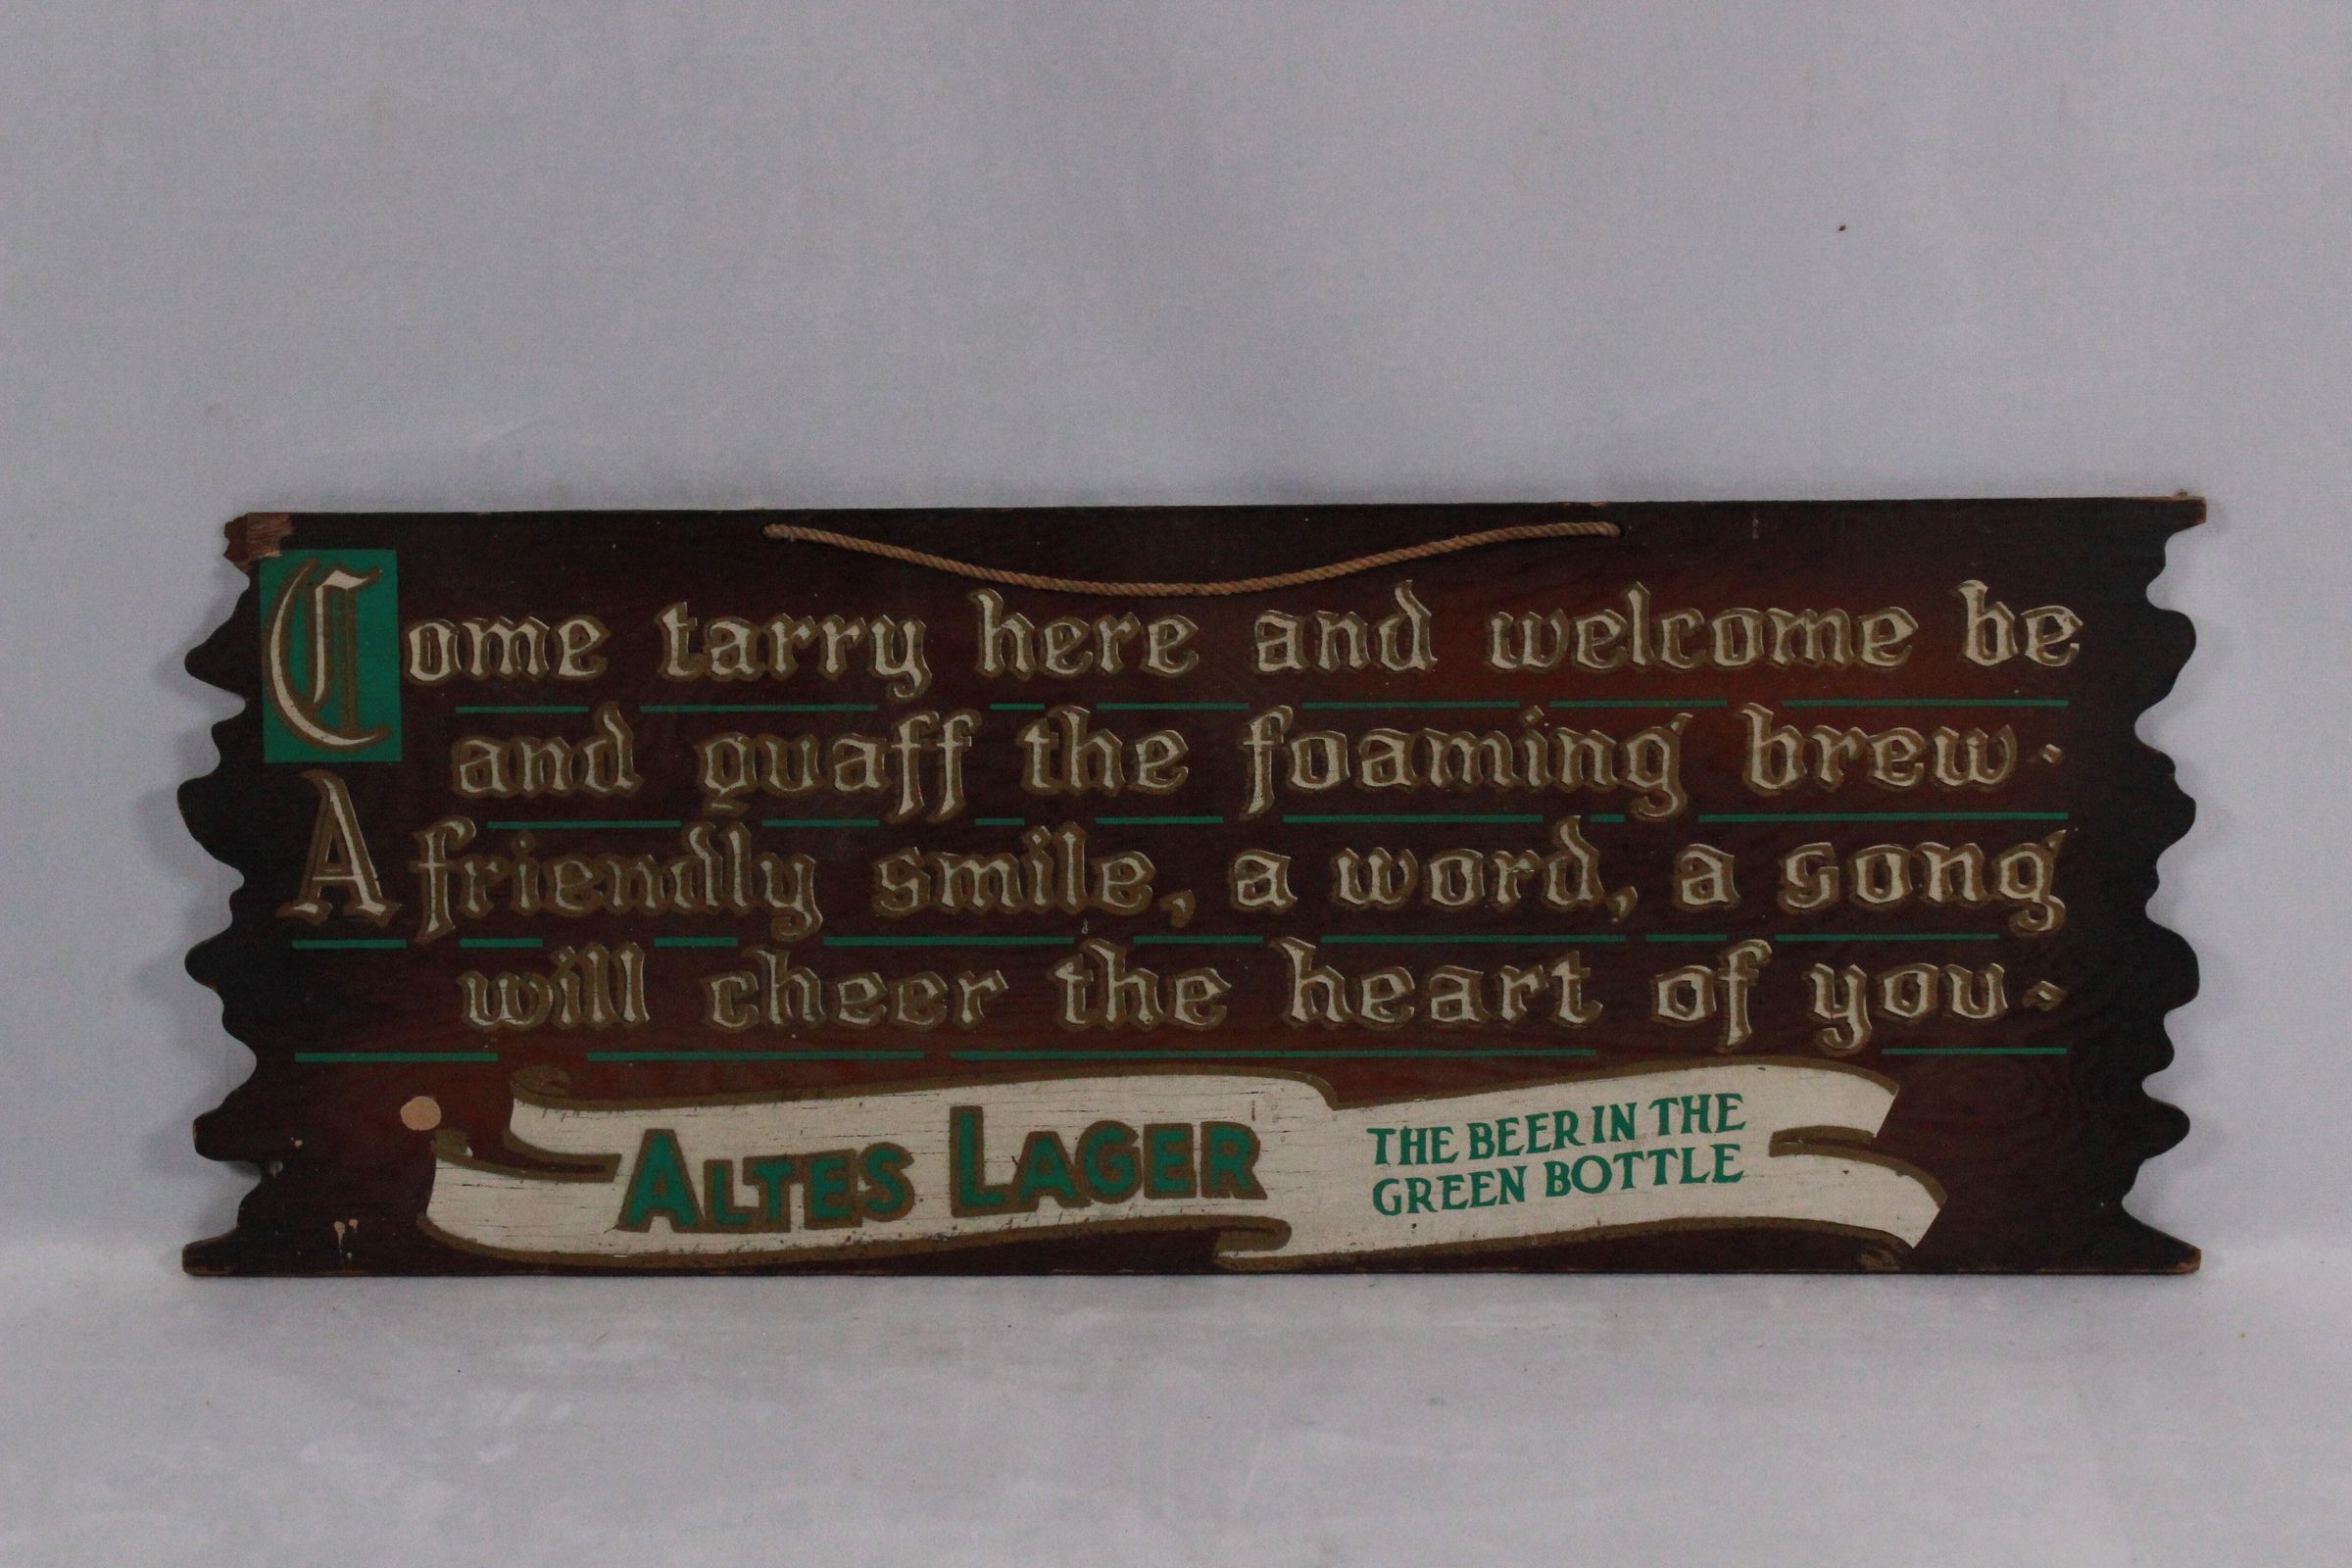 Come tarry here and welcome be
and quaff the foaming brew.
A friendly smile, a word, a song
will cheer the heart of you.
ALTES LAGER
THE BEER IN THE
GREEN BOTTLE